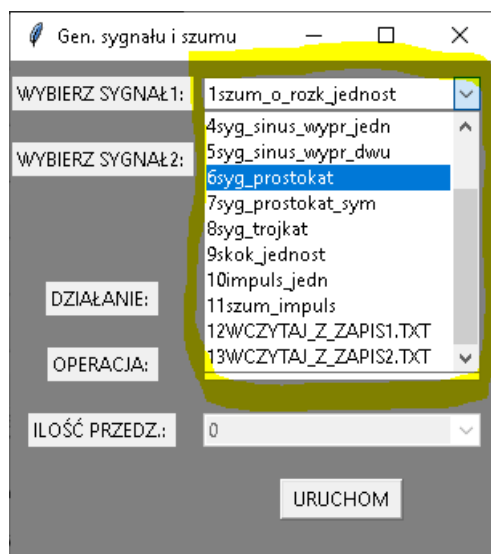 Gen. sygnału i szumu
WYBIERZ SYGNAŁ1:
1szum_o_rozk_jednost
4syg_sinus_wypr_jedn
WYBIERZ SYGNAŁ2:
5syg_sinus_wypr_dwu
6syg_prostokat
7syg_prostokat_sym
8syg_trojkat
9skok_jednost
10impuls_jedn
DZIAŁANIE:
11szum_impuls
12WCZYTAJ_Z_ZAPIS1.TXT
OPERACJA:
13WCZYTAJ_Z_ZAPIS2.TXT
ILOŚĆ PRZEDZ.:
0
URUCHOM